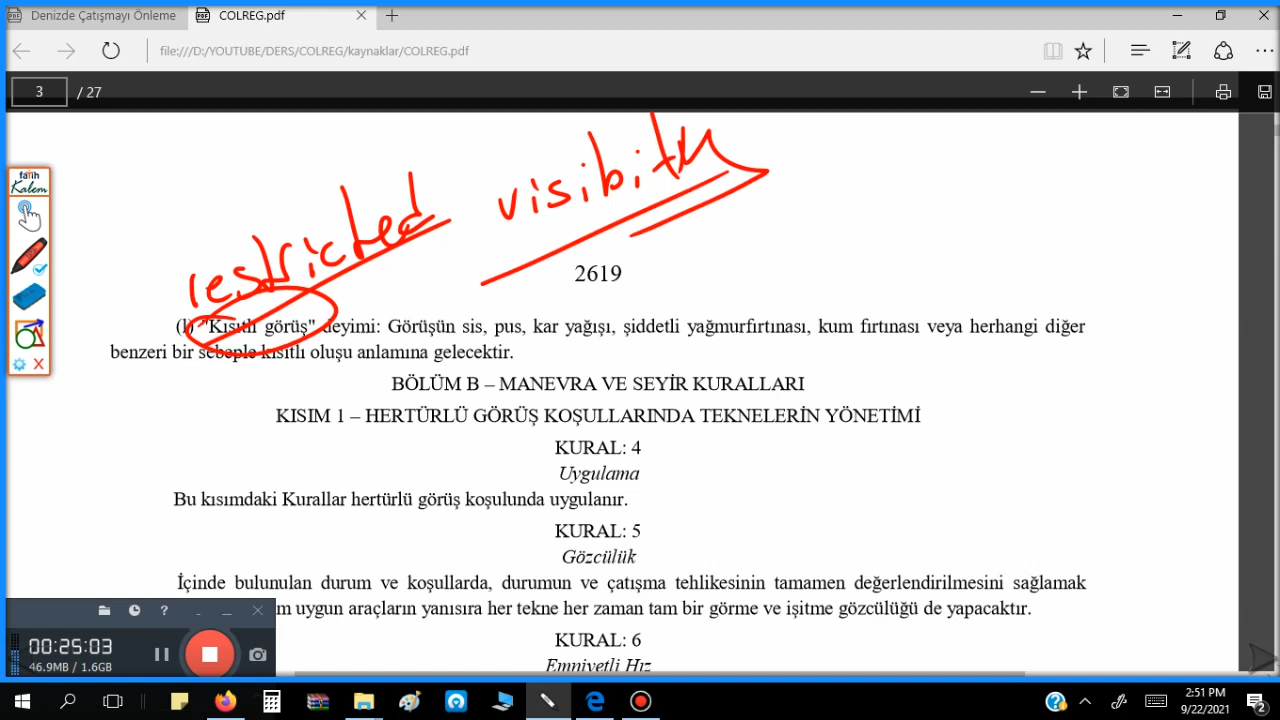 Denizde Çatışmayı Önleme
COLREG.pdf
file:///D:/YOUTUBE/DERS/COLREG/kaynaklar/COLREG.pdf
3 / 27
fatih
Kalem
restricted visibity
2619
(l) "Kısıtlı görüş" deyimi: Görüşün sis, pus, kar yağışı, şiddetli yağmurfırtınası, kum fırtınası veya herhangi diğer
benzeri bir sebeple kısıtlı oluşu anlamına gelecektir.
BÖLÜM B – MANEVRA VE SEYİR KURALLARI
KISIM 1 – HERTÜRLÜ GÖRÜŞ KOŞULLARINDA TEKNELERİN YÖNETİMİ
KURAL: 4
Uygulama
Bu kısımdaki Kurallar hertürlü görüş koşulunda uygulanır.
KURAL: 5
Gözcülük
İçinde bulunulan durum ve koşullarda, durumun ve çatışma tehlikesinin tamamen değerlendirilmesini sağlamak
uygun araçların yanısıra her tekne her zaman tam bir görme ve işitme gözcülüğü de yapacaktır.
KURAL: 6
Emniyetli Hız
00:25:03
46.9MB / 1.6GB
2:51 PM
9/22/2021
2